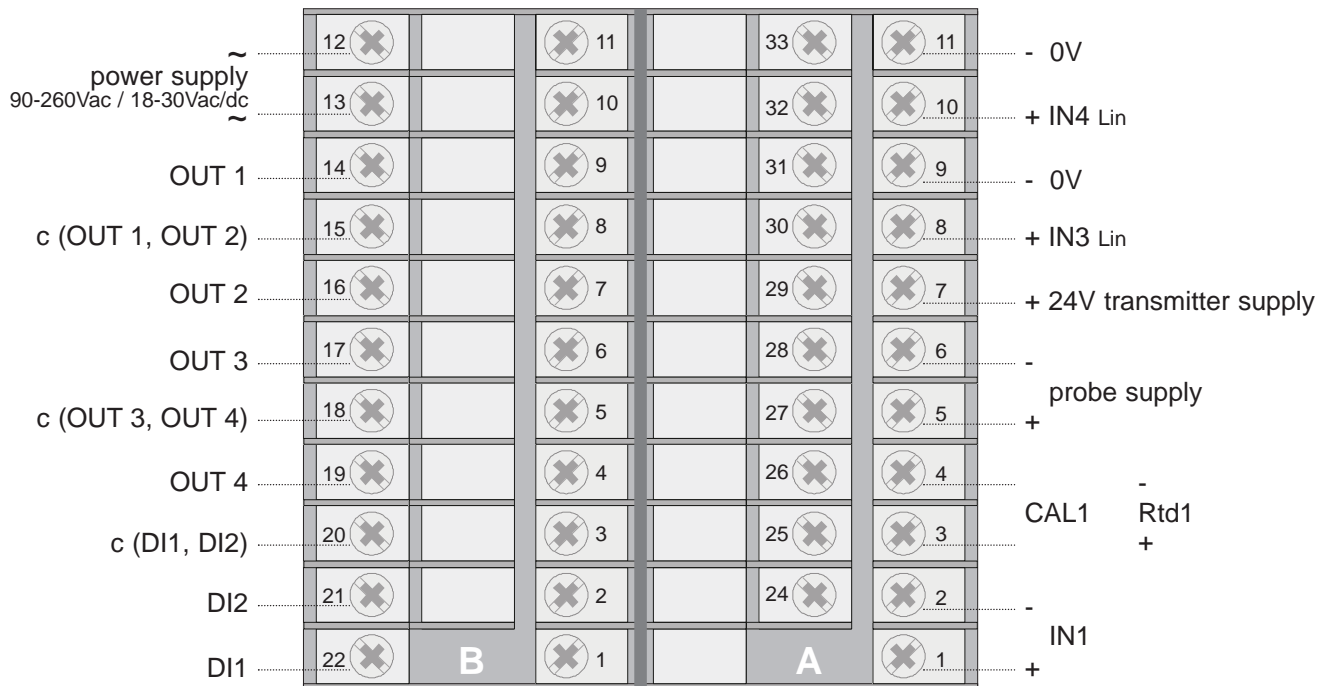 12 11 33 11 - 0V
~
power supply
90-260Vac / 18-30Vac/dc
~
13 10 32 10 + IN4 Lin
OUT 1 14 9 31 9 - 0V
c (OUT 1, OUT 2) 15 8 30 8 + IN3 Lin
OUT 2 16 7 29 7 + 24V transmitter supply
OUT 3 17 6 28 6 -
probe supply
c (OUT 3, OUT 4) 18 5 27 5 +
OUT 4 19 4 26 4 -
CAL1 Rtd1
c (DI1, DI2) 20 3 25 3 +
DI2 21 2 24 2 -
IN1
DI1 22 B 1 A 1 +